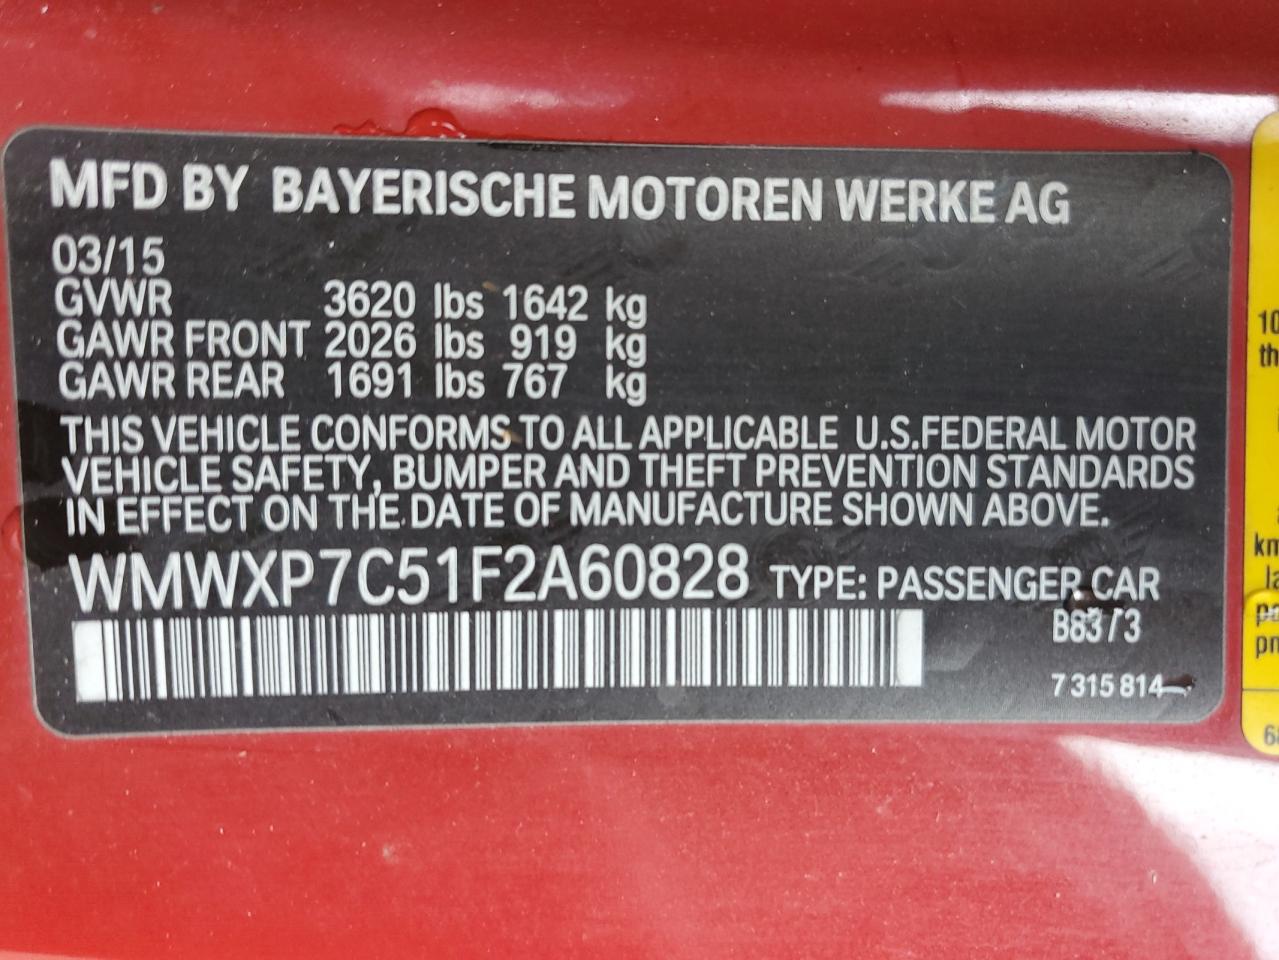 MFD BY BAYERISCHE MOTOREN WERKE AG
03/15
GVWR 3620 lbs 1642 kg
GAWR FRONT 2026 lbs 919 kg
GAWR REAR 1691 lbs 767 kg
THIS VEHICLE CONFORMS TO ALL APPLICABLE U.S.FEDERAL MOTOR
VEHICLE SAFETY, BUMPER AND THEFT PREVENTION STANDARDS
IN EFFECT ON THE DATE OF MANUFACTURE SHOWN ABOVE.
WMWXP7C51F2A60828 TYPE: PASSENGER CAR
B83 / 3
7 315 814
10
th
km